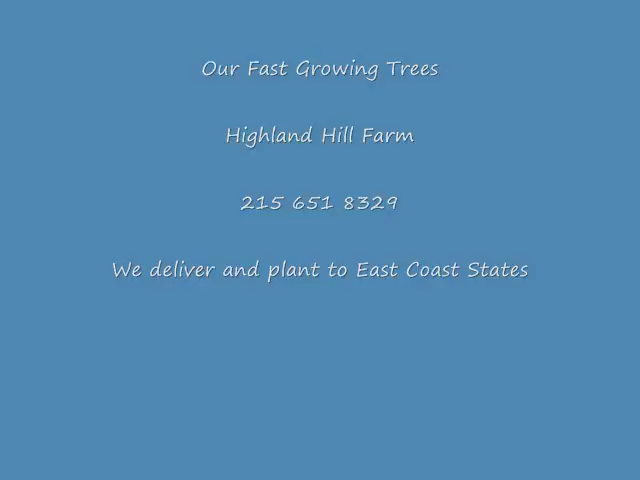 Our Fast Growing Trees
Highland Hill Farm
215 651 8329
We deliver and plant to East Coast States